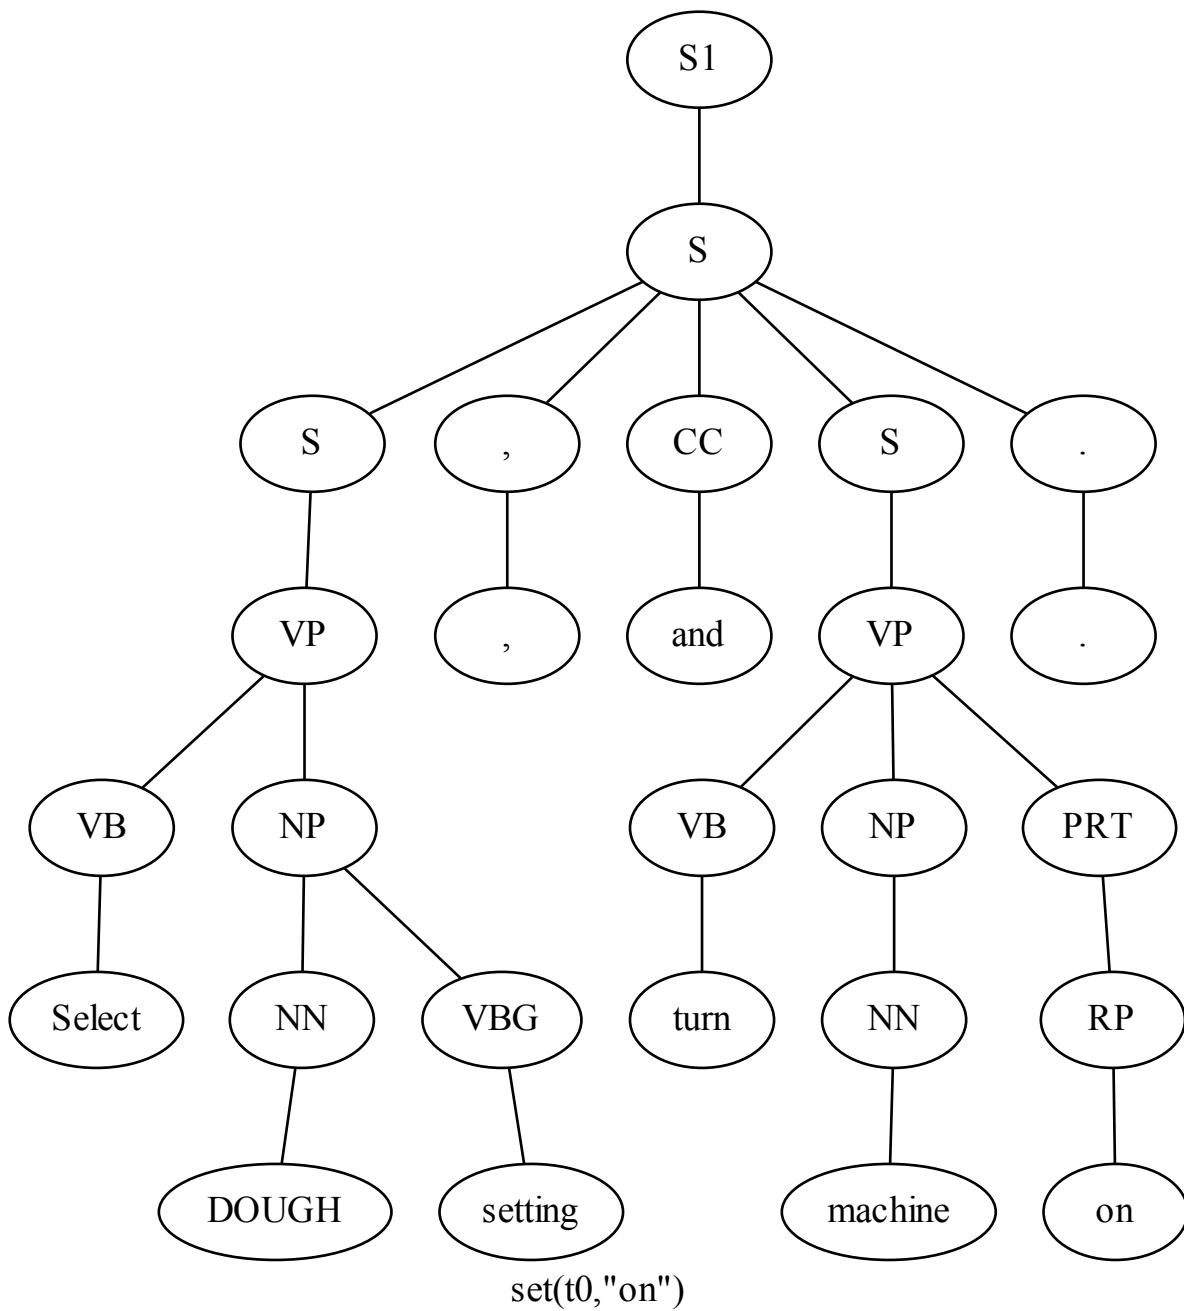 S1
S
S , CC S .
VP , and VP .
VB NP VB NP PRT
Select NN VBG turn NN RP
DOUGH setting machine on
set(t0,"on")